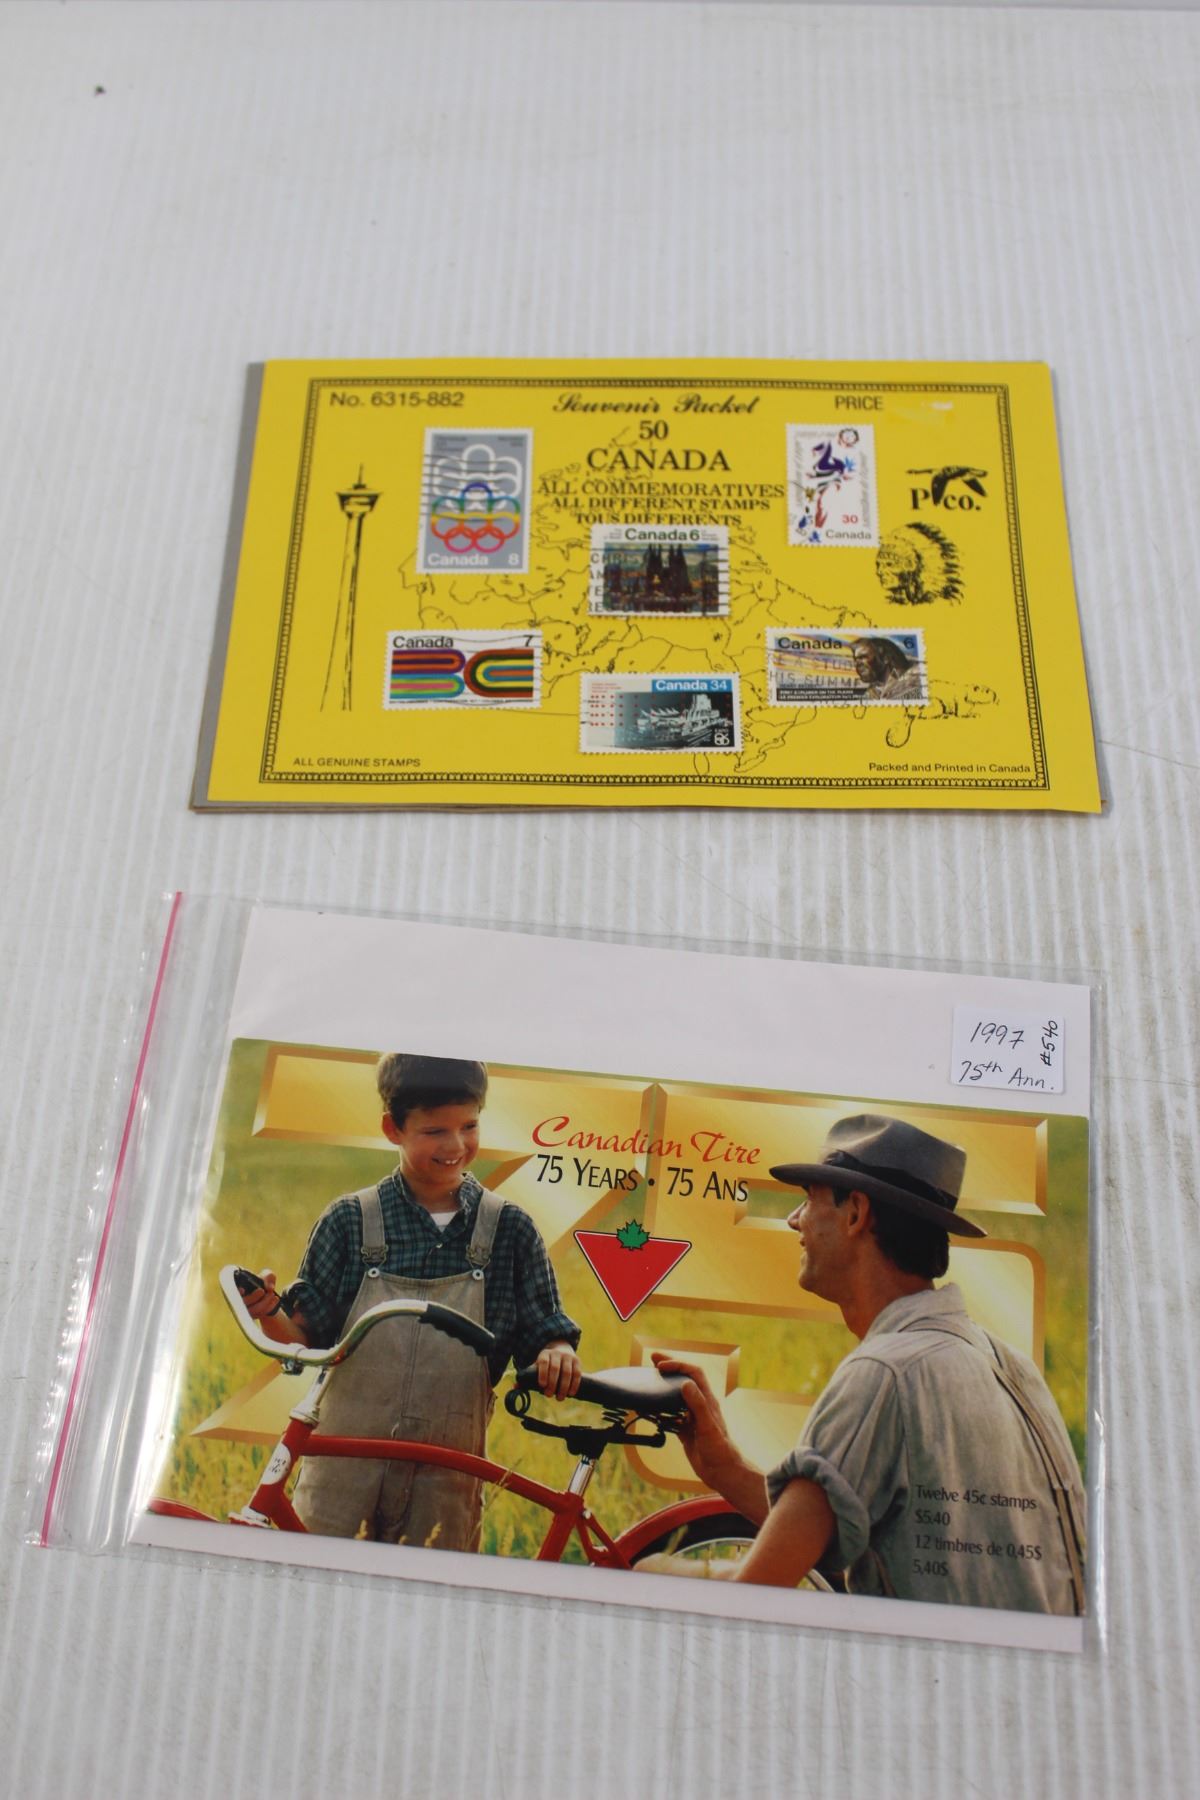 No. 6315-882
Souvenir Packet
PRICE
50
CANADA
ALL COMMEMORATIVES
ALL DIFFERENT STAMPS
TOUS DIFFERENTS
Canada 8
30
Canada
P co.
Canada 6
Canada 7
Canada 6
Canada 34
ALL GENUINE STAMPS
Packed and Printed in Canada
1997
75th Ann.
#$5.40
Canadian Tire
75 YEARS • 75 ANS
Twelve 45¢ stamps
$5.40
12 timbres de 0,45$
5,40$